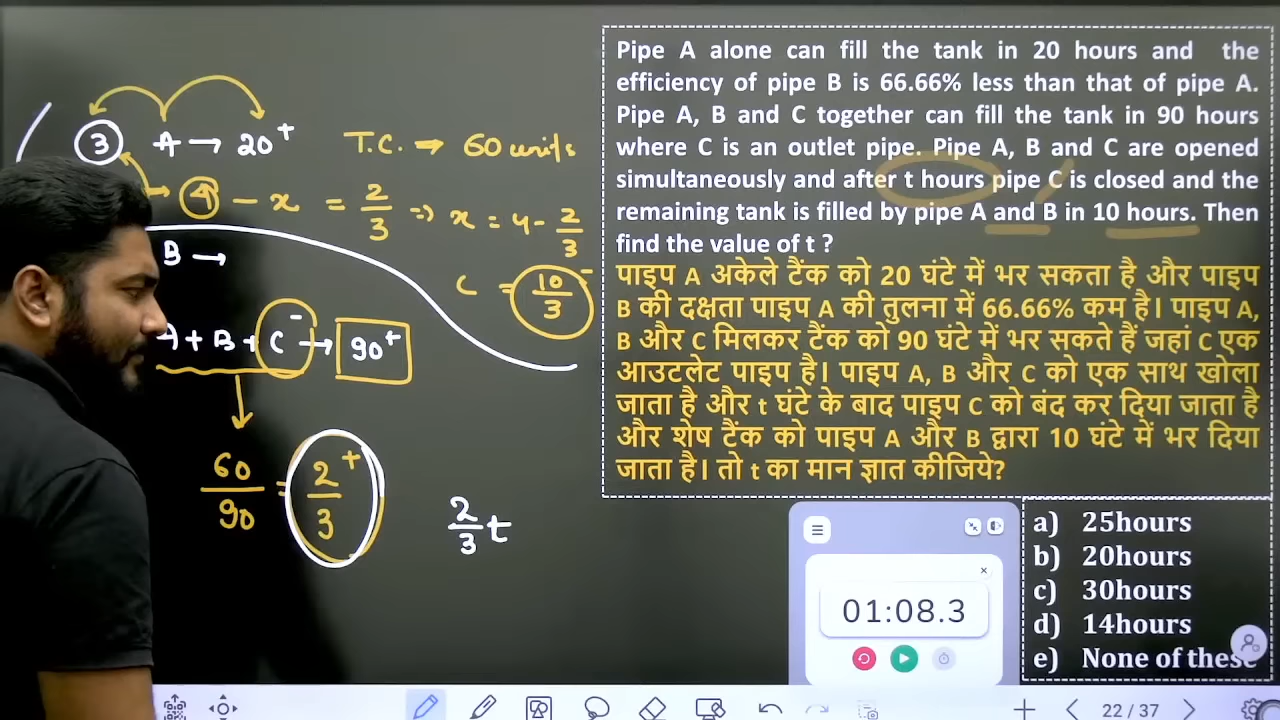 3 A → 20+
T.C. → 60 units
4 - x = 2/3 ⇒ x = 4 - 2/3
B →
C = 10/3 -
A + B + C- → 90+
60/90 = 2/3 +
2/3 t
Pipe A alone can fill the tank in 20 hours and the
efficiency of pipe B is 66.66% less than that of pipe A.
Pipe A, B and C together can fill the tank in 90 hours
where C is an outlet pipe. Pipe A, B and C are opened
simultaneously and after t hours pipe C is closed and the
remaining tank is filled by pipe A and B in 10 hours. Then
find the value of t ?
पाइप A अकेले टैंक को 20 घंटे में भर सकता है और पाइप
B की दक्षता पाइप A की तुलना में 66.66% कम है। पाइप A,
B और C मिलकर टैंक को 90 घंटे में भर सकते हैं जहां C एक
आउटलेट पाइप है। पाइप A, B और C को एक साथ खोला
जाता है और t घंटे के बाद पाइप C को बंद कर दिया जाता है
और शेष टैंक को पाइप A और B द्वारा 10 घंटे में भर दिया
जाता है। तो t का मान ज्ञात कीजिये?
a) 25hours
b) 20hours
c) 30hours
d) 14hours
e) None of these
01:08.3
22 / 37